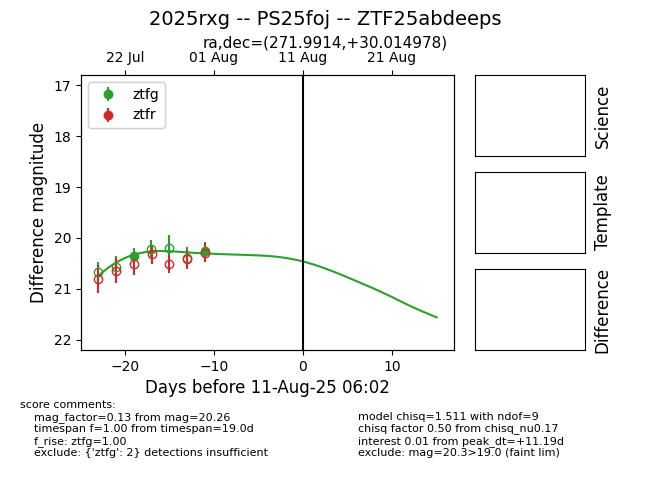 2025rxg -- PS25foj -- ZTF25abdeeps
ra,dec=(271.9914,+30.014978)
22 Jul 01 Aug 11 Aug 21 Aug
ztfg
ztfr
17
18
19
20
21
22
Difference magnitude
−20 −10 0 10
Days before 11-Aug-25 06:02
Science
Template
Difference
score comments:
mag_factor=0.13 from mag=20.26
timespan f=1.00 from timespan=19.0d
f_rise: ztfg=1.00
exclude: {'ztfg': 2} detections insufficient
model chisq=1.511 with ndof=9
chisq factor 0.50 from chisq_nu0.17
interest 0.01 from peak_dt=+11.19d
exclude: mag=20.3>19.0 (faint lim)